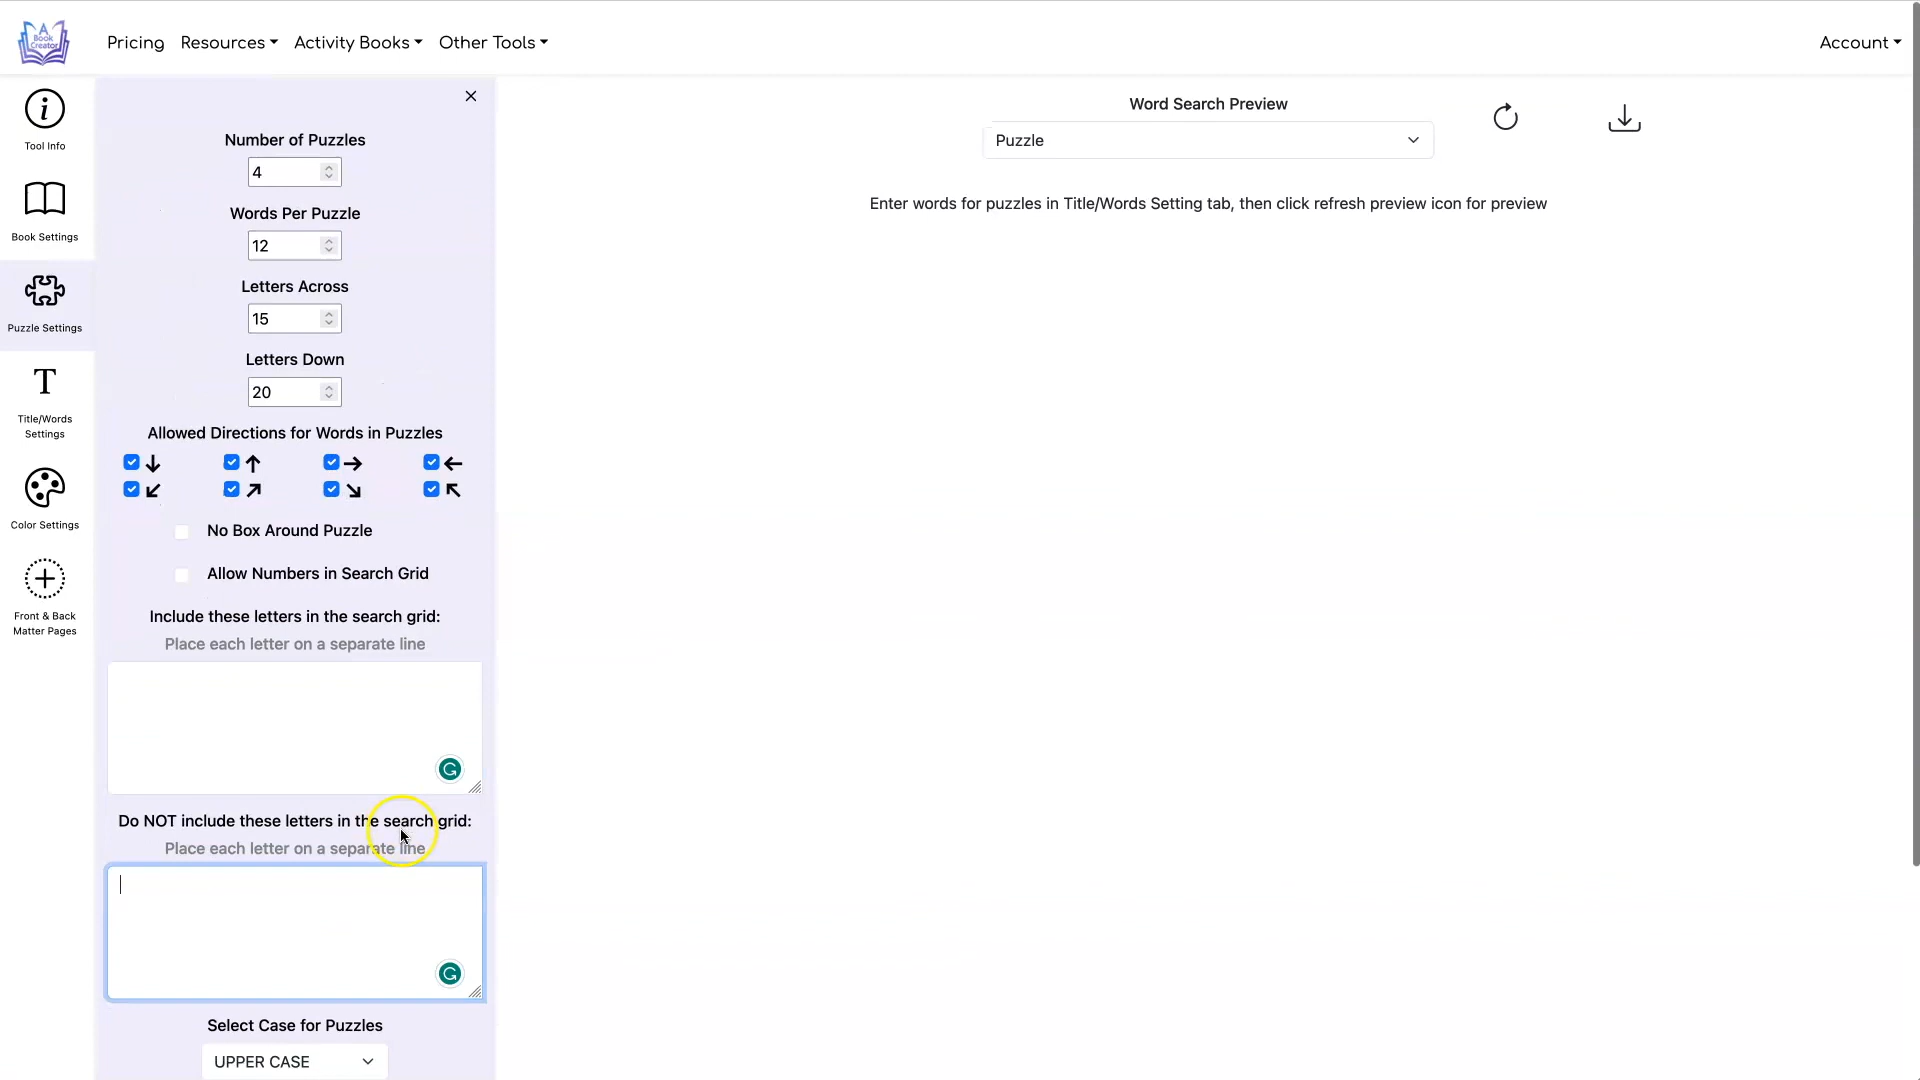 A
Book
Creator
Pricing
Resources
Activity Books
Other Tools
Account
Tool Info
Book Settings
Puzzle Settings
T
Title/Words
Settings
Color Settings
Front & Back
Matter Pages
Number of Puzzles
4
Words Per Puzzle
12
Letters Across
15
Letters Down
20
Allowed Directions for Words in Puzzles
No Box Around Puzzle
Allow Numbers in Search Grid
Include these letters in the search grid:
Place each letter on a separate line
Do NOT include these letters in the search grid:
Place each letter on a separate line
Select Case for Puzzles
UPPER CASE
Word Search Preview
Puzzle
Enter words for puzzles in Title/Words Setting tab, then click refresh preview icon for preview